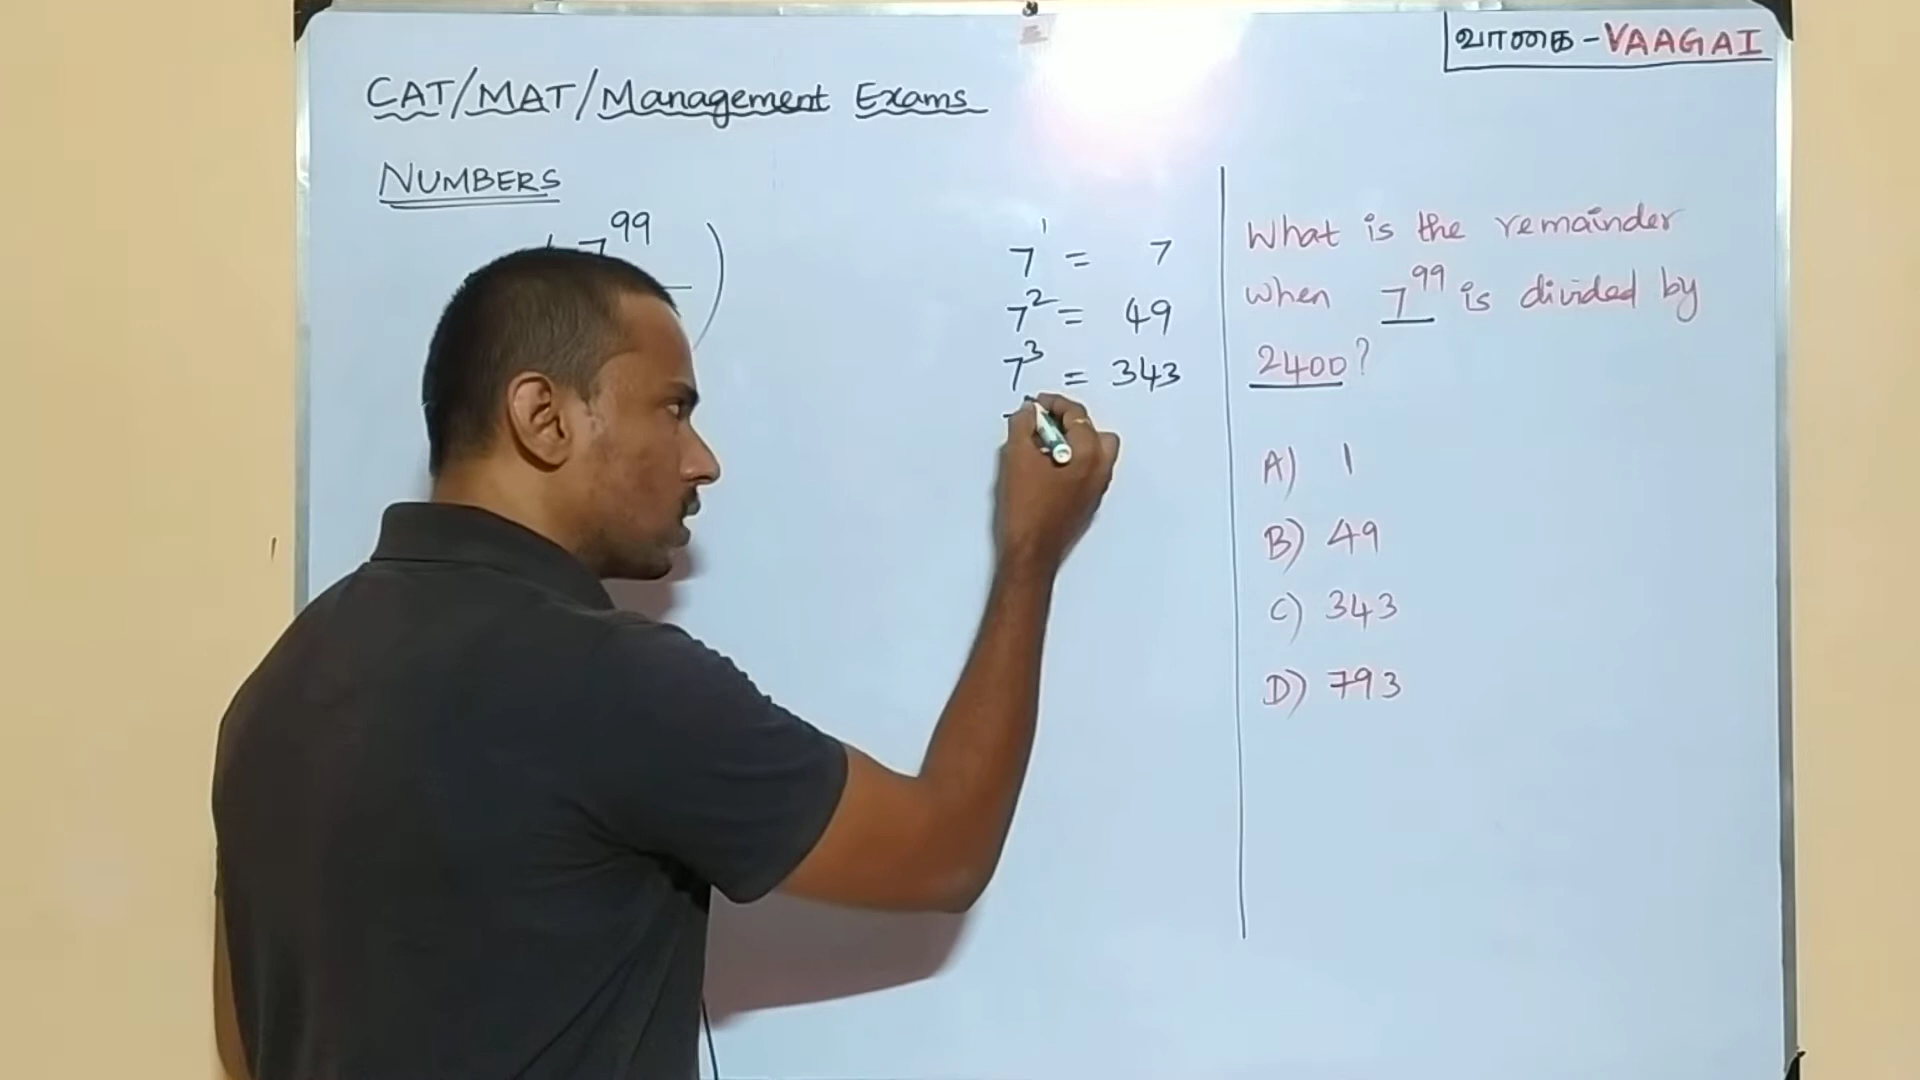 வாகை - VAAGAI
CAT/MAT/Management Exams
NUMBERS
7^99
7^1 = 7
7^2 = 49
7^3 = 343
What is the remainder
when 7^99 is divided by
2400?
A) 1
B) 49
C) 343
D) 793